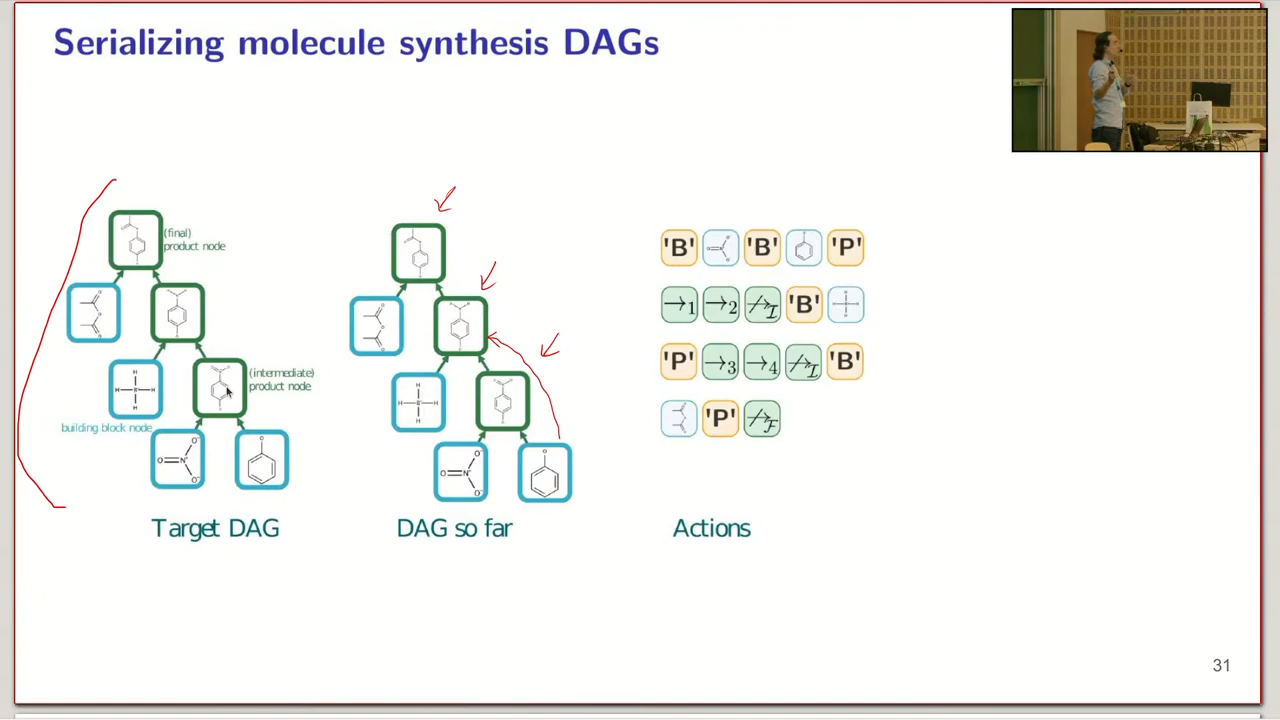 Serializing molecule synthesis DAGs
(final)
product node
(intermediate)
product node
building block node
'B' 'B' 'P'
→1 →2 ↛I 'B'
'P' →3 →4 ↛I 'B'
'P' ↛F
Target DAG
DAG so far
Actions
31